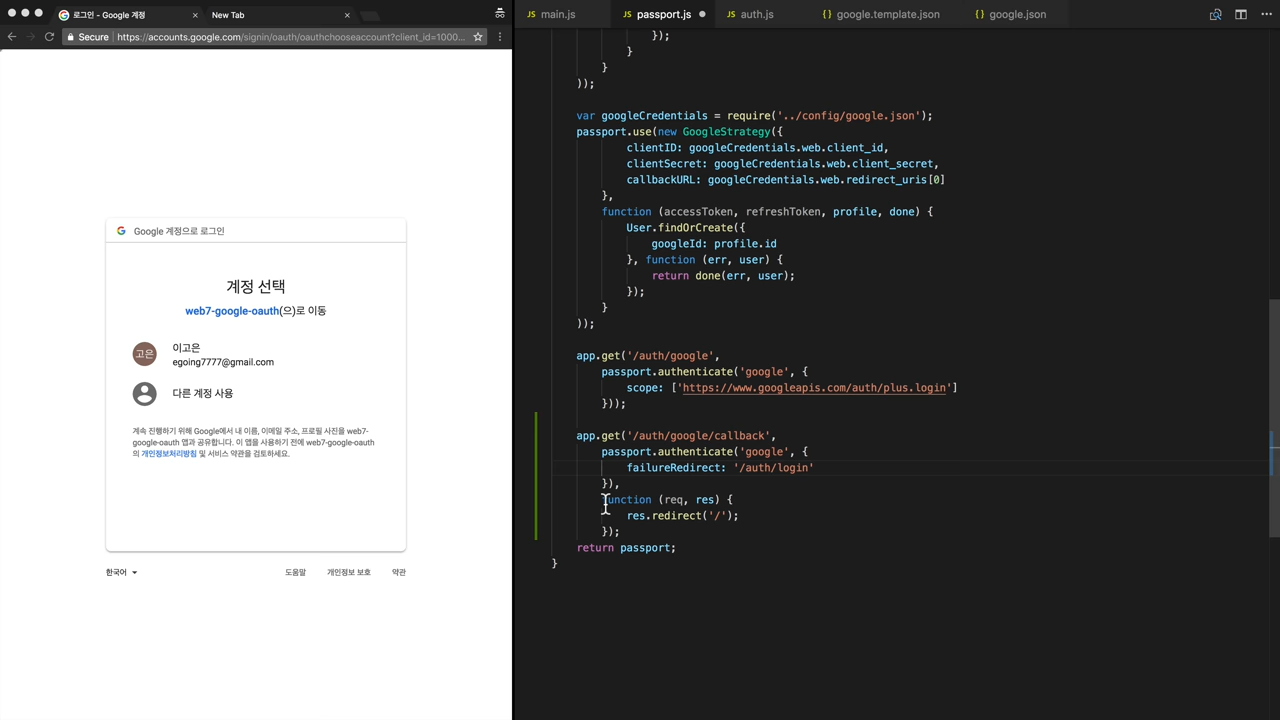 로그인 - Google 계정
New Tab
Secure
https://accounts.google.com/signin/oauth/oauthchooseaccount?client_id=1000...
Google 계정으로 로그인
계정 선택
web7-google-oauth(으)로 이동
고은
이고은
egoing7777@gmail.com
다른 계정 사용
계속 진행하기 위해 Google에서 내 이름, 이메일 주소, 프로필 사진을 web7-
google-oauth 앱과 공유합니다. 이 앱을 사용하기 전에 web7-google-oauth
의 개인정보처리방침 및 서비스 약관을 검토하세요.
한국어
도움말
개인정보 보호
약관
JS main.js
JS passport.js
JS auth.js
{} google.template.json
{} google.json
});
}
}
));
var googleCredentials = require('../config/google.json');
passport.use(new GoogleStrategy({
clientID: googleCredentials.web.client_id,
clientSecret: googleCredentials.web.client_secret,
callbackURL: googleCredentials.web.redirect_uris[0]
},
function (accessToken, refreshToken, profile, done) {
User.findOrCreate({
googleId: profile.id
}, function (err, user) {
return done(err, user);
});
}
));
app.get('/auth/google',
passport.authenticate('google', {
scope: ['https://www.googleapis.com/auth/plus.login']
}));
app.get('/auth/google/callback',
passport.authenticate('google', {
failureRedirect: '/auth/login'
}),
function (req, res) {
res.redirect('/');
});
return passport;
}